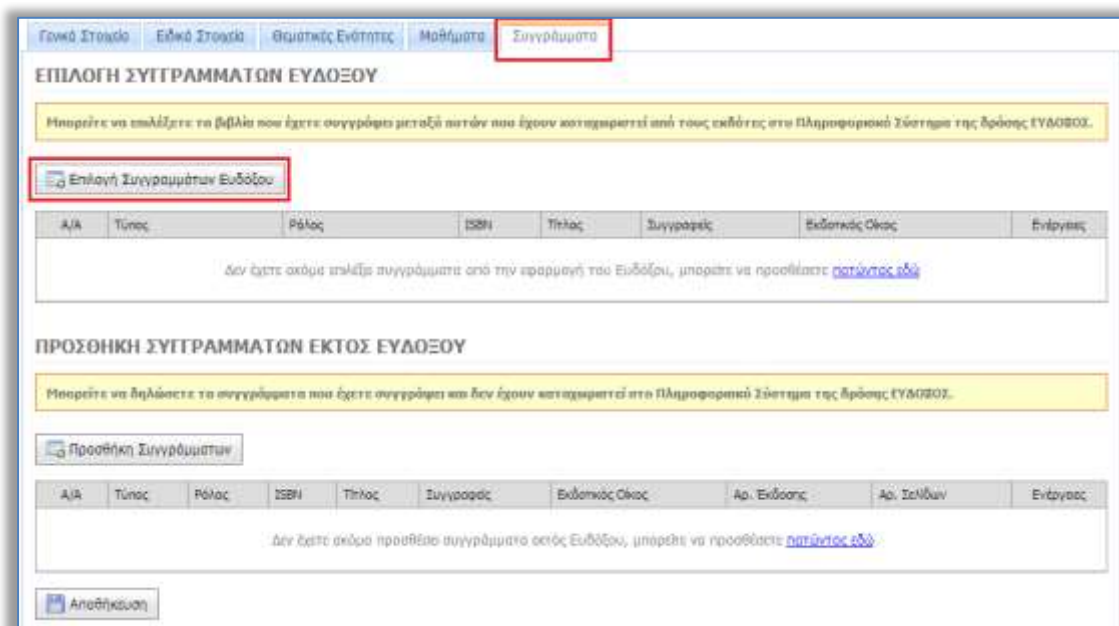 Γενικά Στοιχεία Ειδικά Στοιχεία Θεματικές Ενότητες Μαθήματα Συγγράμματα
ΕΠΙΛΟΓΗ ΣΥΓΓΡΑΜΜΑΤΩΝ ΕΥΔΟΞΟΥ
Μπορείτε να επιλέξετε τα βιβλία που έχετε συγγράψει μεταξύ αυτών που έχουν καταχωριστεί από τους εκδότες στο Πληροφοριακό Σύστημα της δράσης ΕΥΔΟΞΟΣ.
Επιλογή Συγγραμμάτων Ευδόξου
Α/Α Τύπος Ρόλος ISBN Τίτλος Συγγραφείς Εκδοτικός Οίκος Ενέργειες
Δεν έχετε ακόμα επιλέξει συγγράμματα από την εφαρμογή του Ευδόξου, μπορείτε να προσθέσετε πατώντας εδώ
ΠΡΟΣΘΗΚΗ ΣΥΓΓΡΑΜΜΑΤΩΝ ΕΚΤΟΣ ΕΥΔΟΞΟΥ
Μπορείτε να δηλώσετε τα συγγράμματα που έχετε συγγράψει και δεν έχουν καταχωριστεί στο Πληροφοριακό Σύστημα της δράσης ΕΥΔΟΞΟΣ.
Προσθήκη Συγγράμματων
Α/Α Τύπος Ρόλος ISBN Τίτλος Συγγραφείς Εκδοτικός Οίκος Αρ. Έκδοσης Αρ. Σελίδων Ενέργειες
Δεν έχετε ακόμα προσθέσει συγγράμματα εκτός Ευδόξου, μπορείτε να προσθέσετε πατώντας εδώ
Αποθήκευση